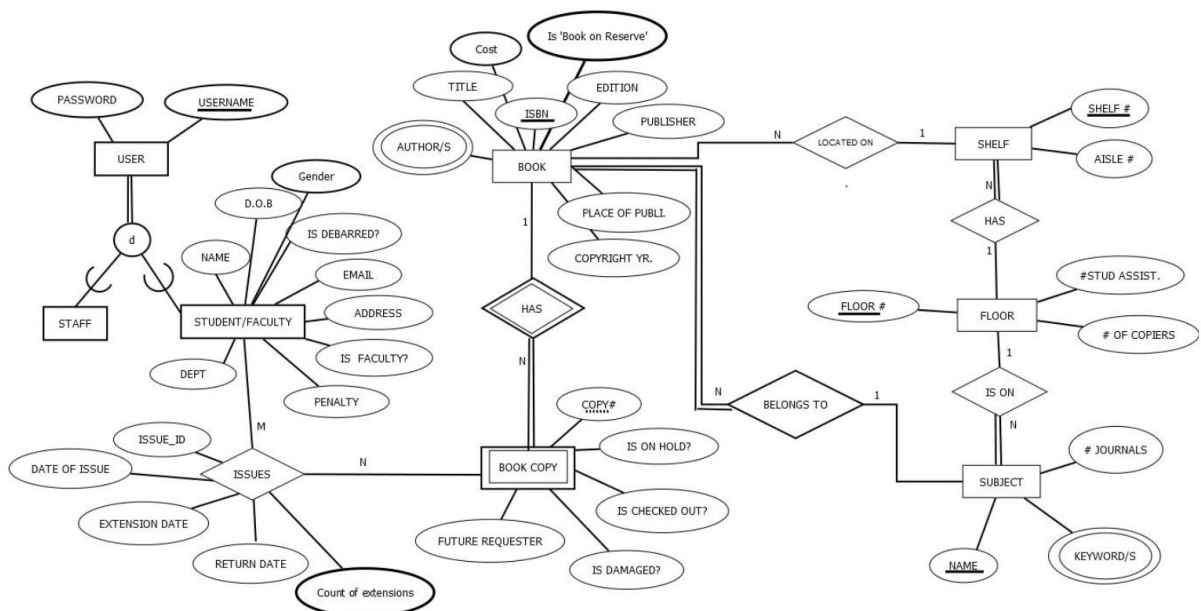 Is 'Book on Reserve'
Cost
TITLE
EDITION
PASSWORD
USERNAME
ISBN
PUBLISHER
SHELF #
AUTHOR/S
USER
BOOK
N
LOCATED ON
1
SHELF
AISLE #
Gender
D.O.B
1
PLACE OF PUBLI.
N
HAS
d
IS DEBARRED?
NAME
COPYRIGHT YR.
1
EMAIL
#STUD ASSIST.
STAFF
STUDENT/FACULTY
ADDRESS
HAS
FLOOR #
FLOOR
# OF COPIERS
IS FACULTY?
DEPT
N
1
PENALTY
N
BELONGS TO
1
IS ON
COPY#
M
N
ISSUE_ID
IS ON HOLD?
# JOURNALS
DATE OF ISSUE
ISSUES
N
BOOK COPY
SUBJECT
IS CHECKED OUT?
EXTENSION DATE
FUTURE REQUESTER
RETURN DATE
IS DAMAGED?
NAME
KEYWORD/S
Count of extensions